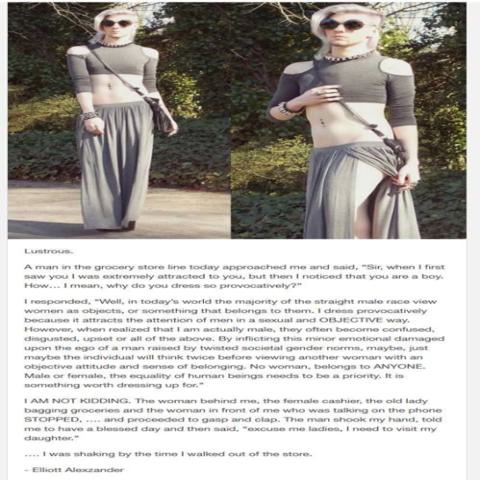 Lustrous.
A man in the grocery store line today approached me and said, "Sir, when I first
saw you I was extremely attracted to you, but then I noticed that you are a boy.
How... I mean, why do you dress so provocatively?"
I responded, "Well, in today's world the majority of the straight male race view
women as objects, or something that belongs to them. I dress provocatively
because it attracts the attention of men in a sexual and OBJECTIVE way.
However, when realized that I am actually male, they often become confused,
disgusted, upset or all of the above. By inflicting this minor emotional damaged
upon the ego of a man raised by twisted societal gender norms, maybe, just
maybe the individual will think twice before viewing another woman with an
objective attitude and sense of belonging. No woman, belongs to ANYONE.
Male or female, the equality of human beings needs to be a priority. It is
something worth dressing up for."
I AM NOT KIDDING. The woman behind me, the female cashier, the old lady
bagging groceries and the woman in front of me who was talking on the phone
STOPPED, .... and proceeded to gasp and clap. The man shook my hand, told
me to have a blessed day and then said, "excuse me ladies, I need to visit my
daughter."
.... I was shaking by the time I walked out of the store.
- Elliott Alexzander